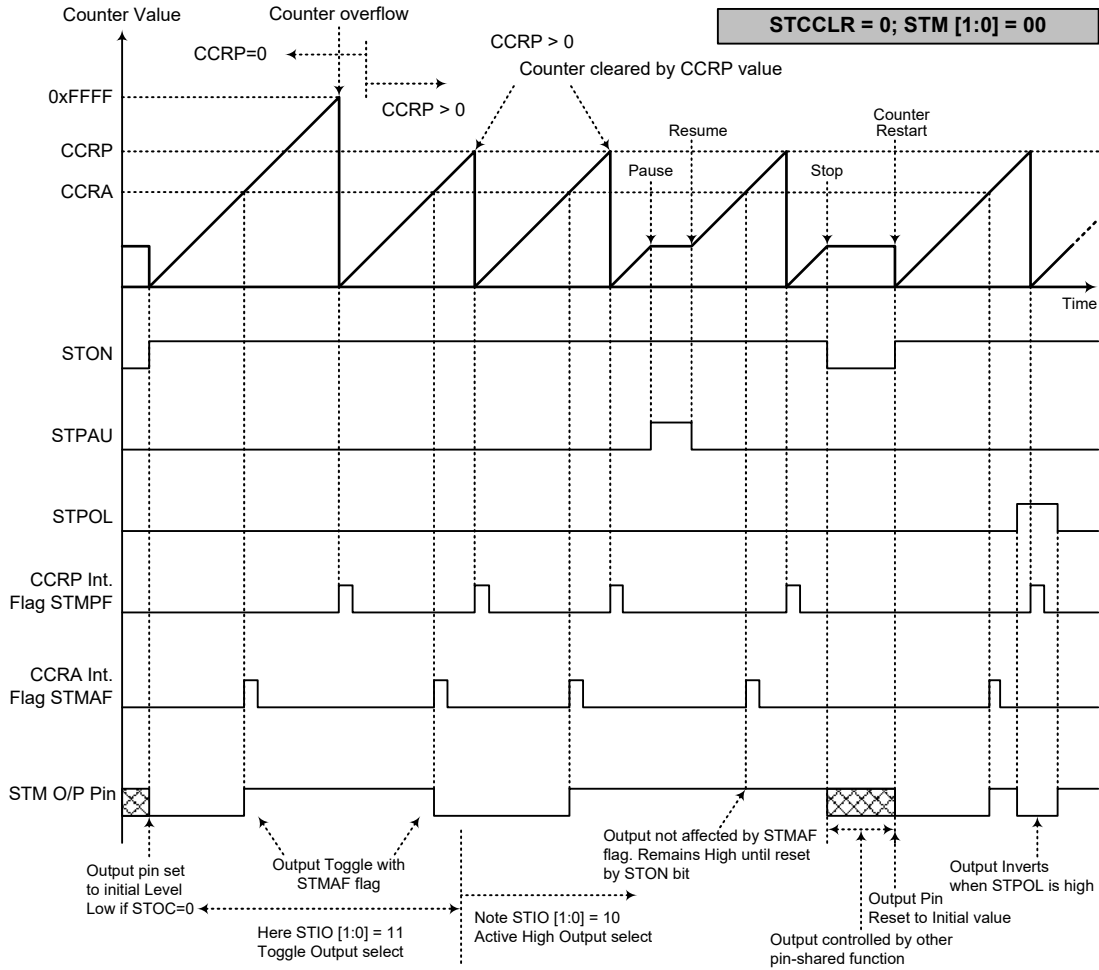 Counter Value
Counter overflow
STCCLR = 0; STM [1:0] = 00
CCRP=0
CCRP > 0
CCRP > 0
Counter cleared by CCRP value
0xFFFF
CCRP
CCRA
Pause
Resume
Stop
Counter
Restart
Time
STON
STPAU
STPOL
CCRP Int.
Flag STMPF
CCRA Int.
Flag STMAF
STM O/P Pin
Output pin set
to initial Level
Low if STOC=0
Output Toggle with
STMAF flag
Here STIO [1:0] = 11
Toggle Output select
Note STIO [1:0] = 10
Active High Output select
Output not affected by STMAF
flag. Remains High until reset
by STON bit
Output Pin
Reset to Initial value
Output controlled by other
pin-shared function
Output Inverts
when STPOL is high